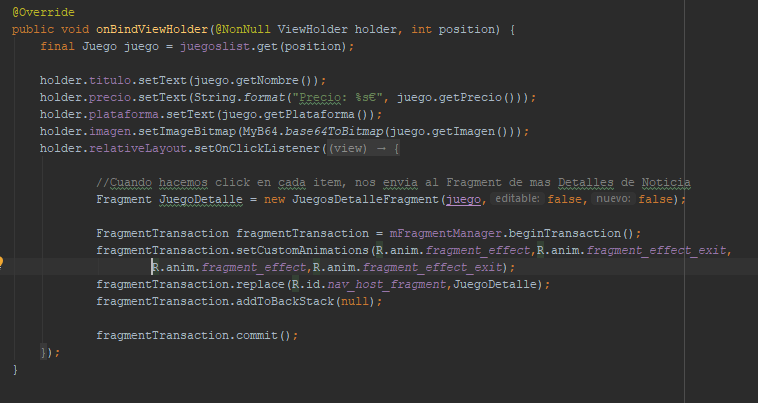 @Override
public void onBindViewHolder(@NonNull ViewHolder holder, int position) {
final Juego juego = juegoslist.get(position);
holder.titulo.setText(juego.getNombre());
holder.precio.setText(String.format("Precio: %s€", juego.getPrecio()));
holder.plataforma.setText(juego.getPlataforma());
holder.imagen.setImageBitmap(MyB64.base64ToBitmap(juego.getImagen()));
holder.relativeLayout.setOnClickListener((view) → {
//Cuando hacemos click en cada item, nos envia al Fragment de mas Detalles de Noticia
Fragment JuegoDetalle = new JuegosDetalleFragment(juego, editable: false, nuevo: false);
FragmentTransaction fragmentTransaction = mFragmentManager.beginTransaction();
fragmentTransaction.setCustomAnimations(R.anim.fragment_effect,R.anim.fragment_effect_exit,
R.anim.fragment_effect,R.anim.fragment_effect_exit);
fragmentTransaction.replace(R.id.nav_host_fragment,JuegoDetalle);
fragmentTransaction.addToBackStack(null);
fragmentTransaction.commit();
});
}